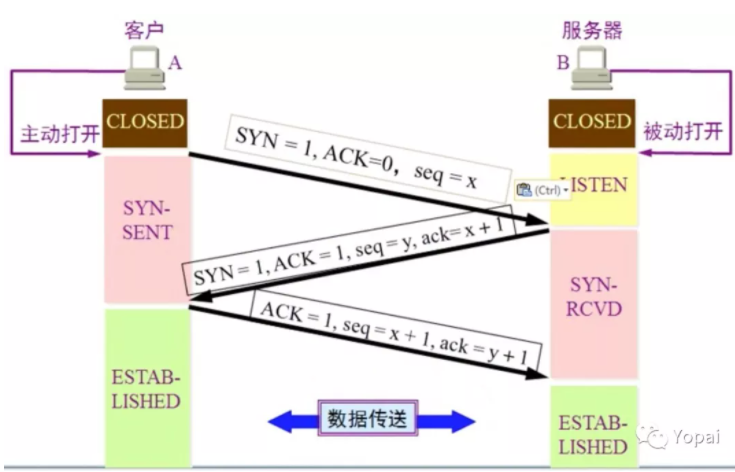 客户
服务器
A
B
CLOSED
CLOSED
主动打开
被动打开
SYN = 1, ACK=0，seq = x
(Ctrl)
LISTEN
SYN-
SENT
SYN = 1, ACK = 1, seq = y, ack= x + 1
SYN-
RCVD
ACK = 1, seq = x + 1, ack = y + 1
ESTAB-
LISHED
数据传送
ESTAB-
LISHED
Yopai